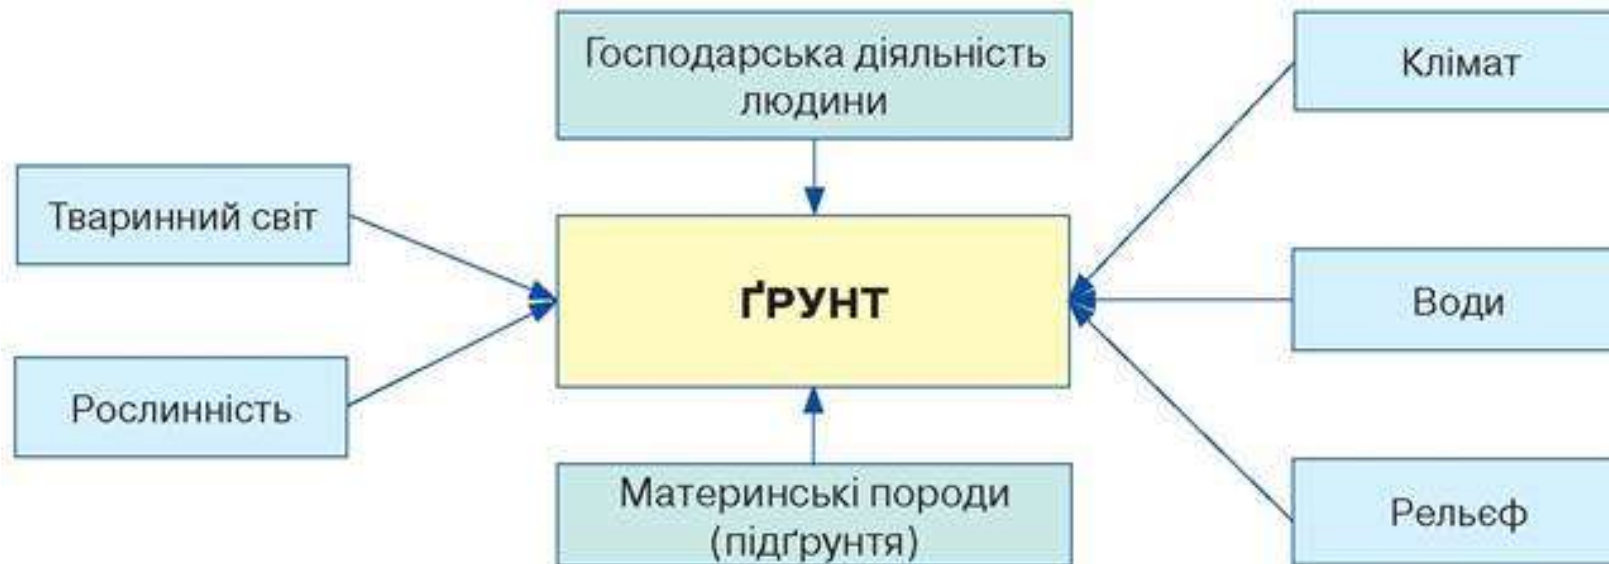 Господарська діяльність
людини
Клімат
Тваринний світ
ҐРУНТ
Води
Рослинність
Материнські породи
(підґрунтя)
Рельєф